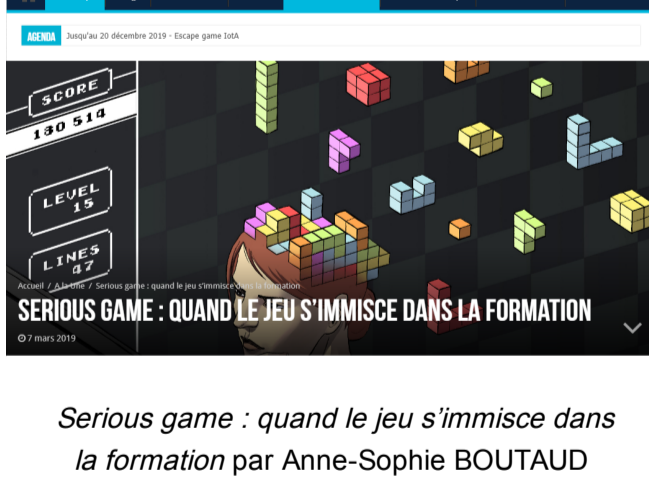 AGENDA Jusqu'au 20 décembre 2019 - Escape game IotA
SCORE
180 514
LEVEL
15
LINES
47
Accueil / A la Une / Serious game : quand le jeu s'immisce dans la formation
SERIOUS GAME : QUAND LE JEU S'IMMISCE DANS LA FORMATION
7 mars 2019
Serious game : quand le jeu s'immisce dans
la formation par Anne-Sophie BOUTAUD